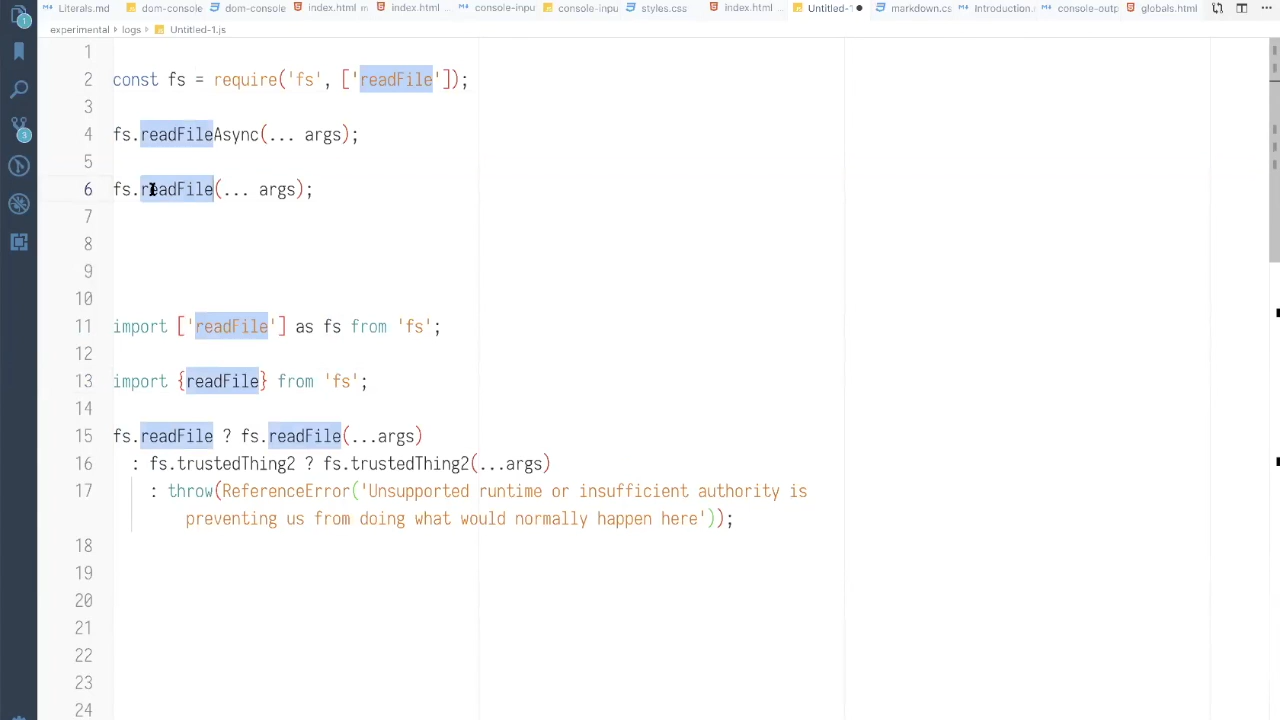 Literals.md dom-console dom-console index.html m index.html console-inpu console-inpu styles.css index.html ... Untitled-1 markdown.cs Introduction. console-outp globals.html
experimental › logs › Untitled-1.js
1
2 const fs = require('fs', ['readFile']);
3
4 fs.readFileAsync(... args);
5
6 fs.readFile(... args);
7
8
9
10
11 import ['readFile'] as fs from 'fs';
12
13 import {readFile} from 'fs';
14
15 fs.readFile ? fs.readFile(...args)
16 : fs.trustedThing2 ? fs.trustedThing2(...args)
17 : throw(ReferenceError('Unsupported runtime or insufficient authority is
preventing us from doing what would normally happen here'));
18
19
20
21
22
23
24
1
3